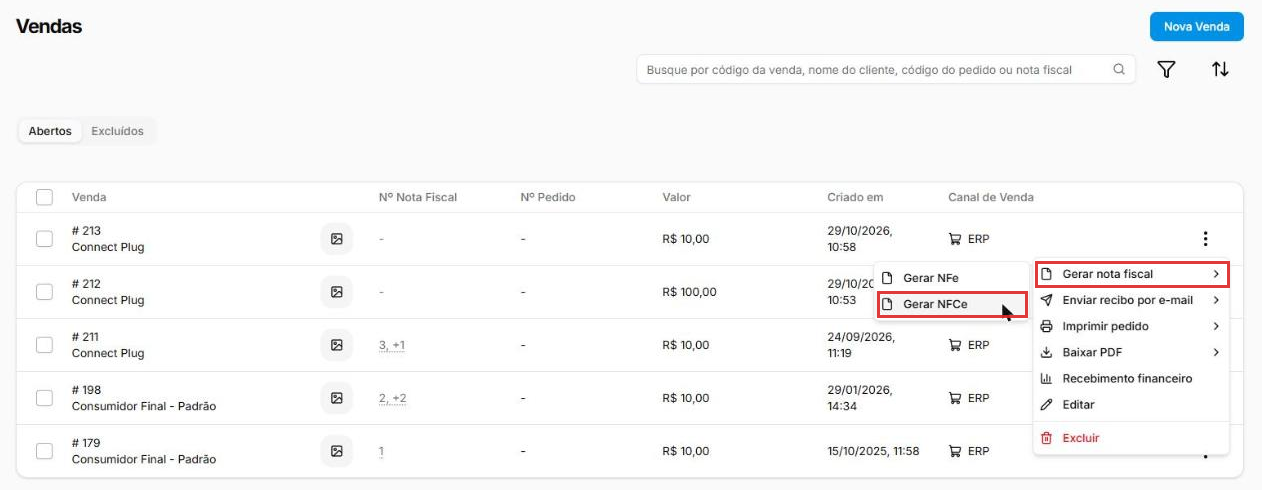 Vendas
Nova Venda
Busque por código da venda, nome do cliente, código do pedido ou nota fiscal
Abertos Excluídos
Venda Nº Nota Fiscal Nº Pedido Valor Criado em Canal de Venda
# 213
Connect Plug
- - R$ 10,00
29/10/2026,
10:58
ERP
# 212
Connect Plug
- - R$ 100,00
29/10/20
10:53
Gerar NFe
Gerar NFCe
Gerar nota fiscal
Enviar recibo por e-mail
Imprimir pedido
Baixar PDF
Recebimento financeiro
Editar
Excluir
# 211
Connect Plug
3, +1 - R$ 10,00
24/09/2026,
11:19
ERP
# 198
Consumidor Final - Padrão
2, +2 - R$ 10,00
29/01/2026,
14:34
ERP
# 179
Consumidor Final - Padrão
1 - R$ 10,00
15/10/2025, 11:58
ERP